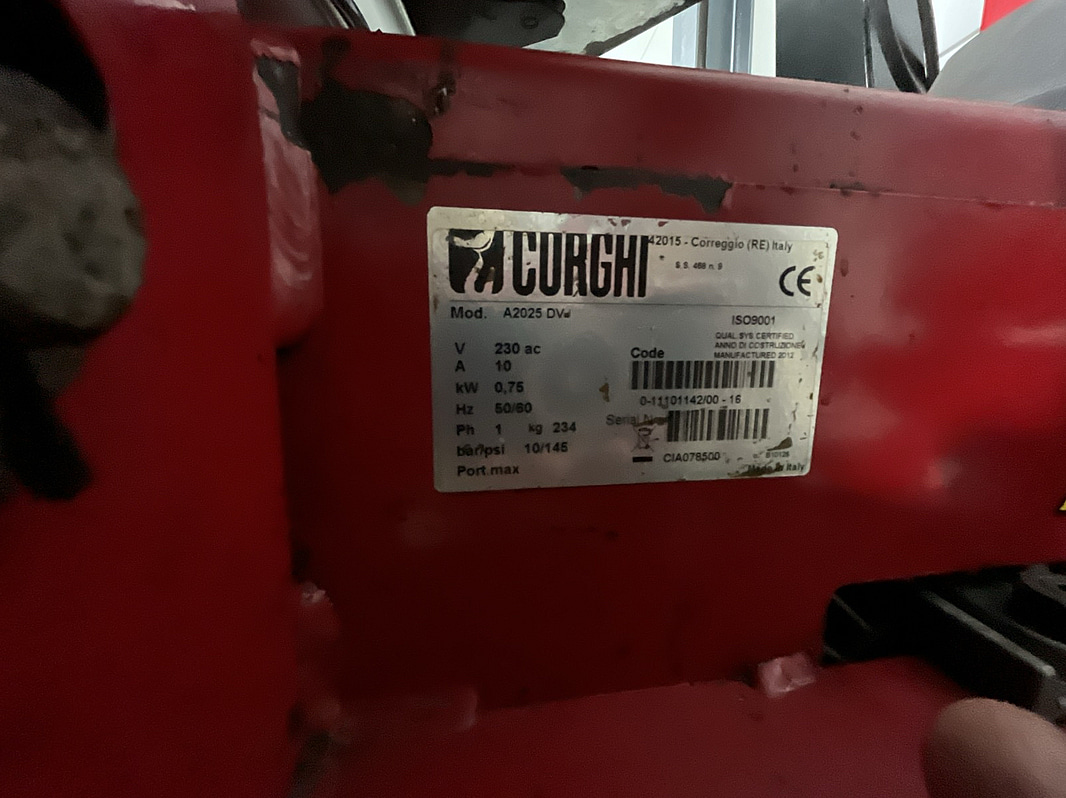 CORGHI
42015 - Correggio (RE) Italy
S.S. 468 n. 9
CE
Mod. A2025
ISO9001
QUAL.SYS CERTIFIED
ANNO DI COSTRUZIONE
MANUFACTURED 2012
V 230 ac
A 10
kW 0,75
Hz 50/60
Ph 1 kg 234
bar/psi 10/145
Port.max
Code
0-11101142/00 - 16
Serial
CIA078500
Made in Italy